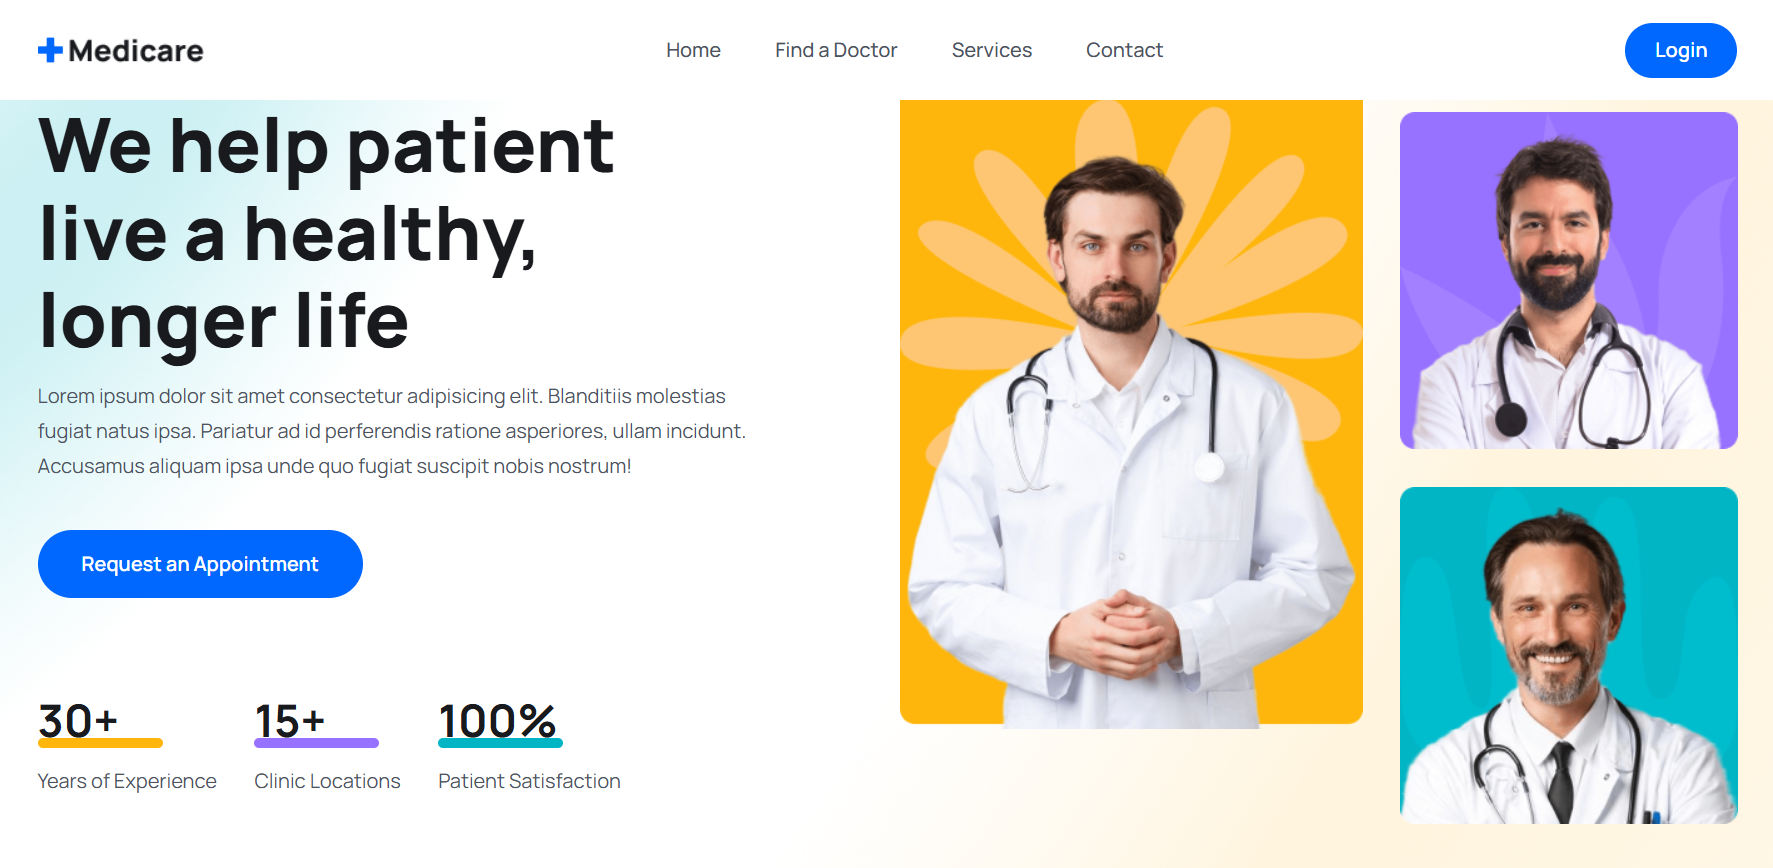 Medicare
Home
Find a Doctor
Services
Contact
Login
We help patient
live a healthy,
longer life
Lorem ipsum dolor sit amet consectetur adipisicing elit. Blanditiis molestias
fugiat natus ipsa. Pariatur ad id perferendis ratione asperiores, ullam incidunt.
Accusamus aliquam ipsa unde quo fugiat suscipit nobis nostrum!
Request an Appointment
30+
Years of Experience
15+
Clinic Locations
100%
Patient Satisfaction